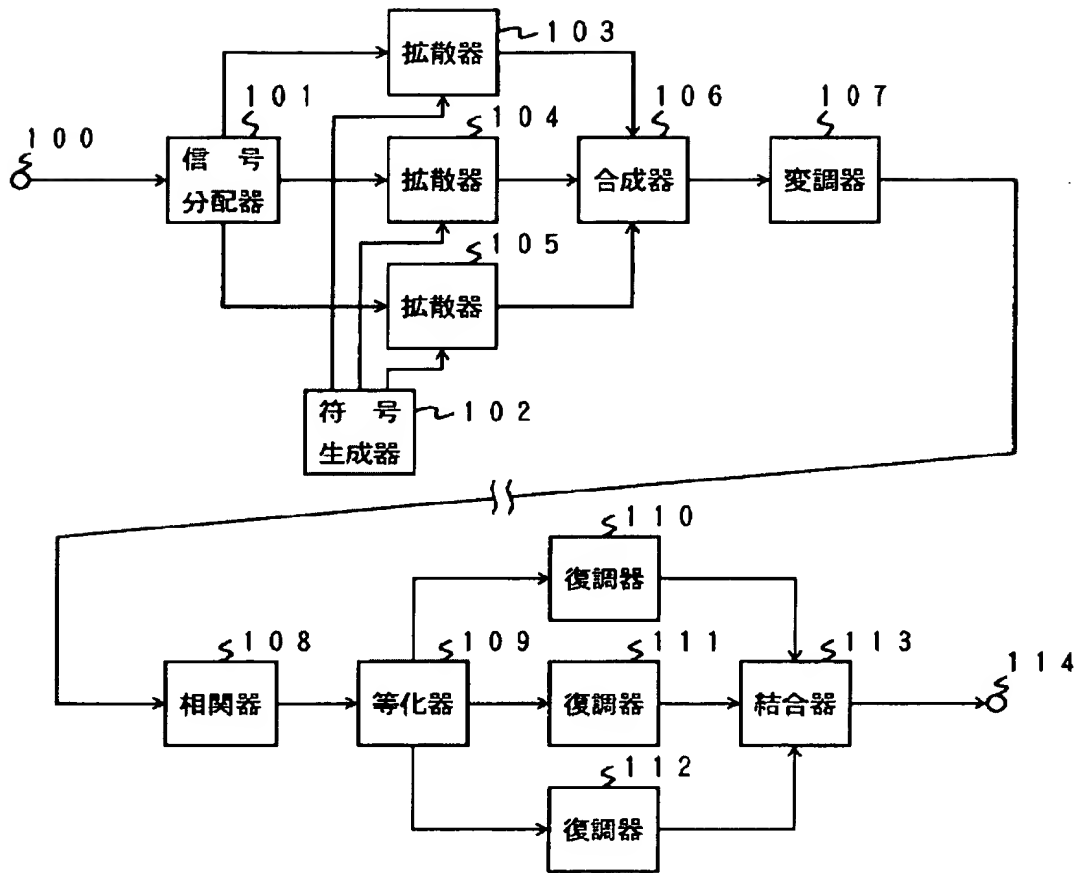 103
拡散器
101
104
106
107
100
信 号
分配器
拡散器
合成器
変調器
105
拡散器
符 号
生成器
102
110
復調器
108
109
111
113
114
相関器
等化器
復調器
結合器
112
復調器